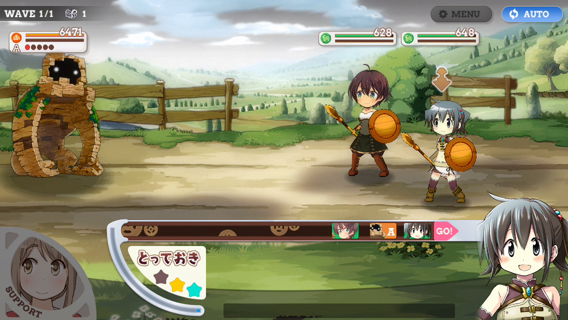 WAVE 1/1 1
MENU
AUTO
6471
A
628
648
A
GO!
とっておき
SUPPORT